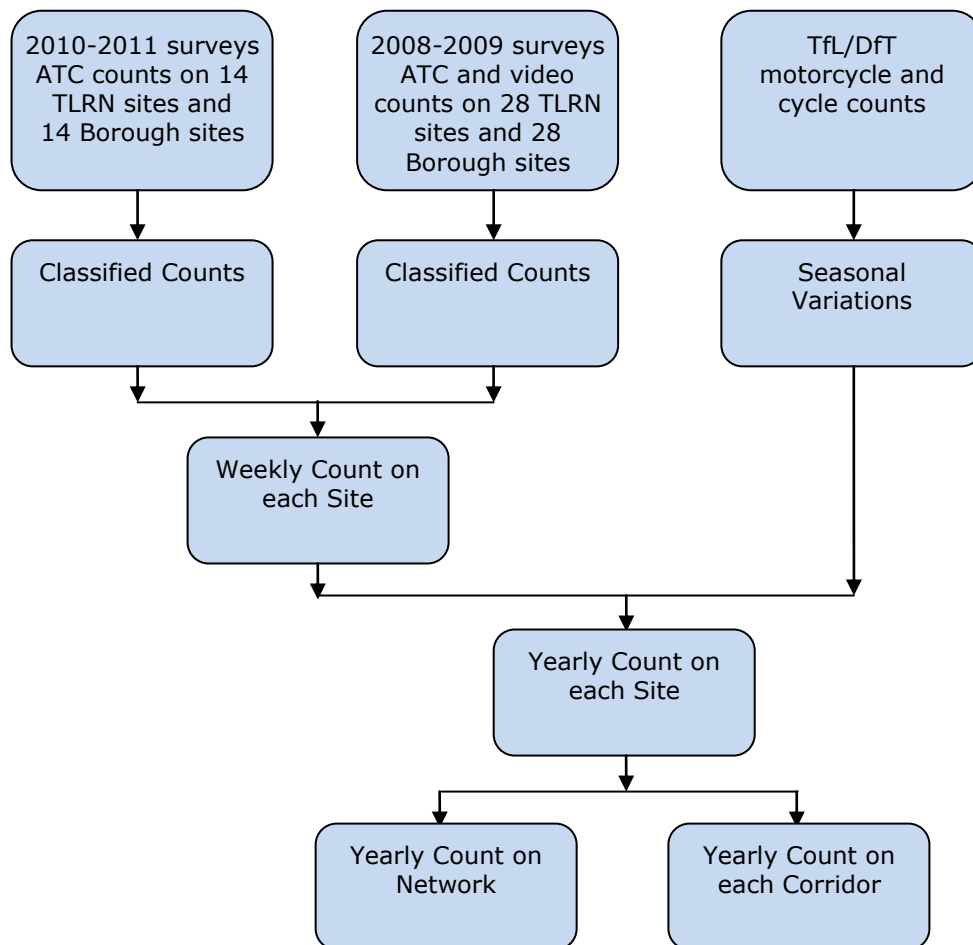 2010-2011 surveys
ATC counts on 14
TLRN sites and
14 Borough sites
2008-2009 surveys
ATC and video
counts on 28 TLRN
sites and 28
Borough sites
TfL/DfT
motorcycle and
cycle counts
Classified Counts
Classified Counts
Seasonal
Variations
Weekly Count on
each Site
Yearly Count on
each Site
Yearly Count on
Network
Yearly Count on
each Corridor